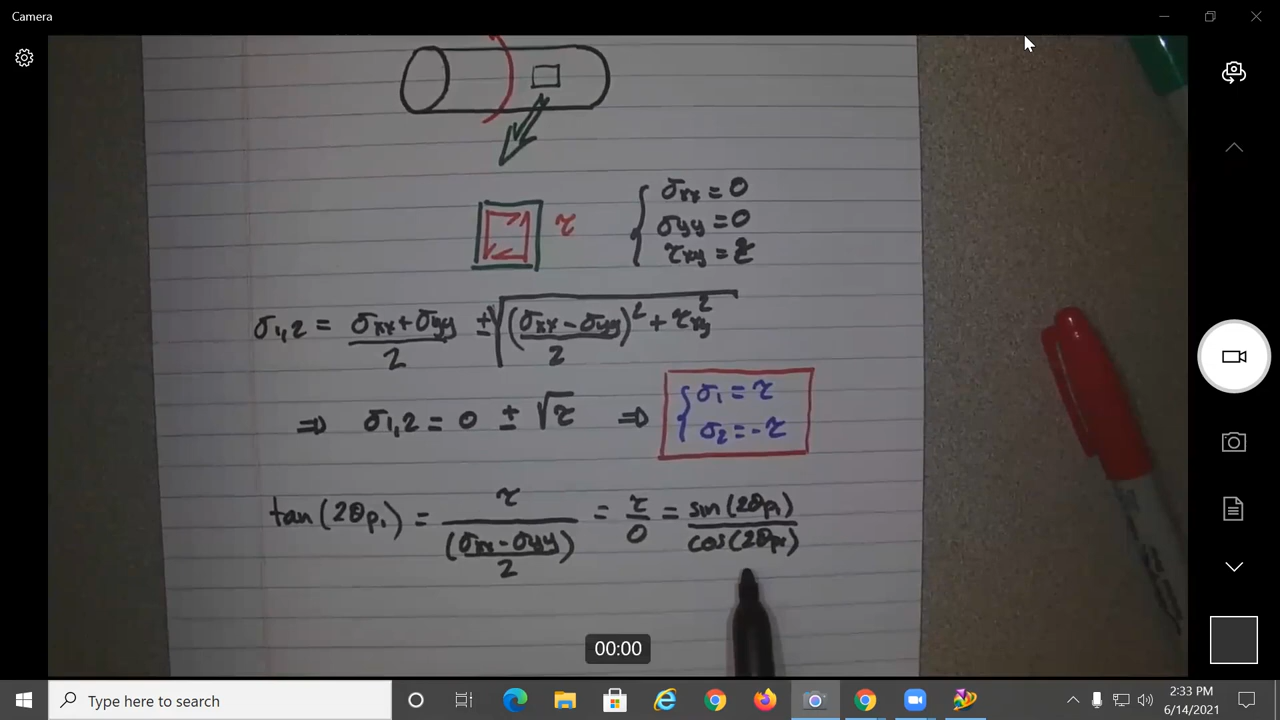 Camera
τ
σxx = 0
σyy = 0
τxy = τ
σ1,2 = (σxx + σyy)/2 ± √((σxx - σyy)/2)² + τxy²
⇒ σ1,2 = 0 ± √τ ⇒ { σ1 = τ
σ2 = -τ
tan(2θp1) = τ/((σxx - σyy)/2) = τ/0 = sin(2θp1)/cos(2θp1)
00:00
Type here to search
2:33 PM
6/14/2021